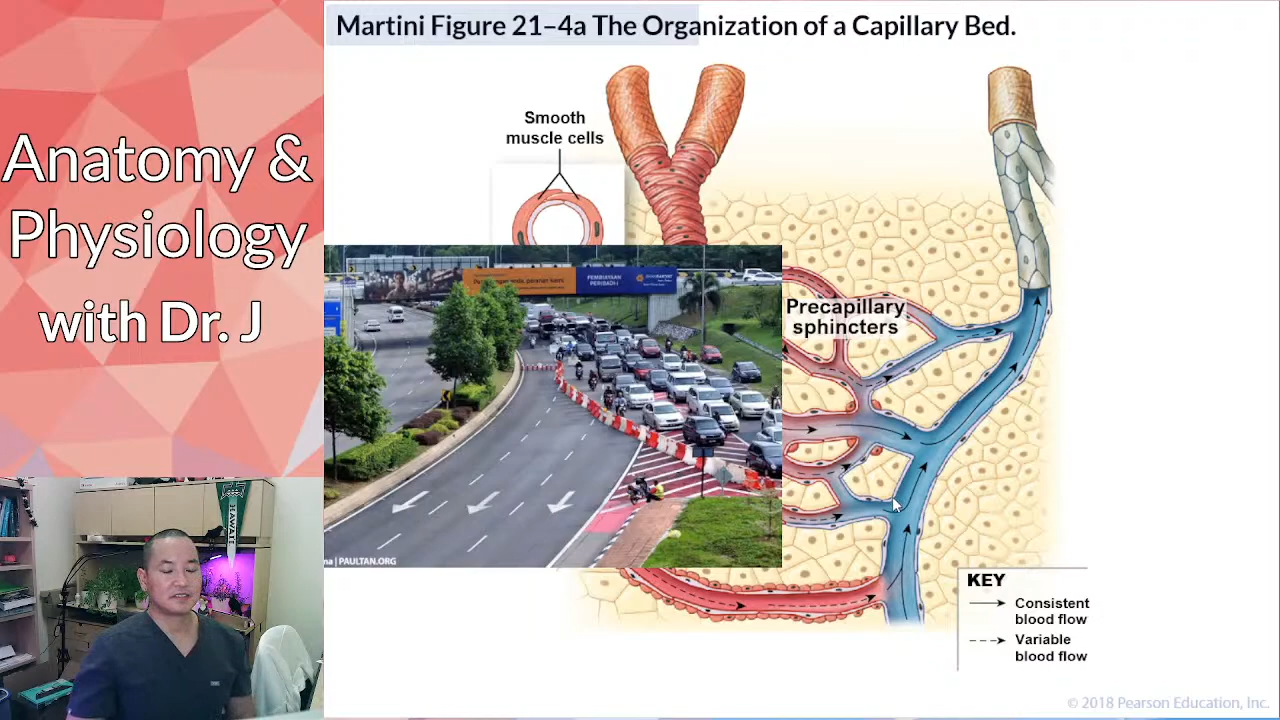 Martini Figure 21–4a The Organization of a Capillary Bed.
Anatomy &
Physiology
with Dr. J
Smooth
muscle cells
PEMBIAYAAN
PERIBADI-i
Precapillary
sphincters
| PAULTAN.ORG
HAWAI'I
KEY
Consistent
blood flow
Variable
blood flow
© 2018 Pearson Education, Inc.